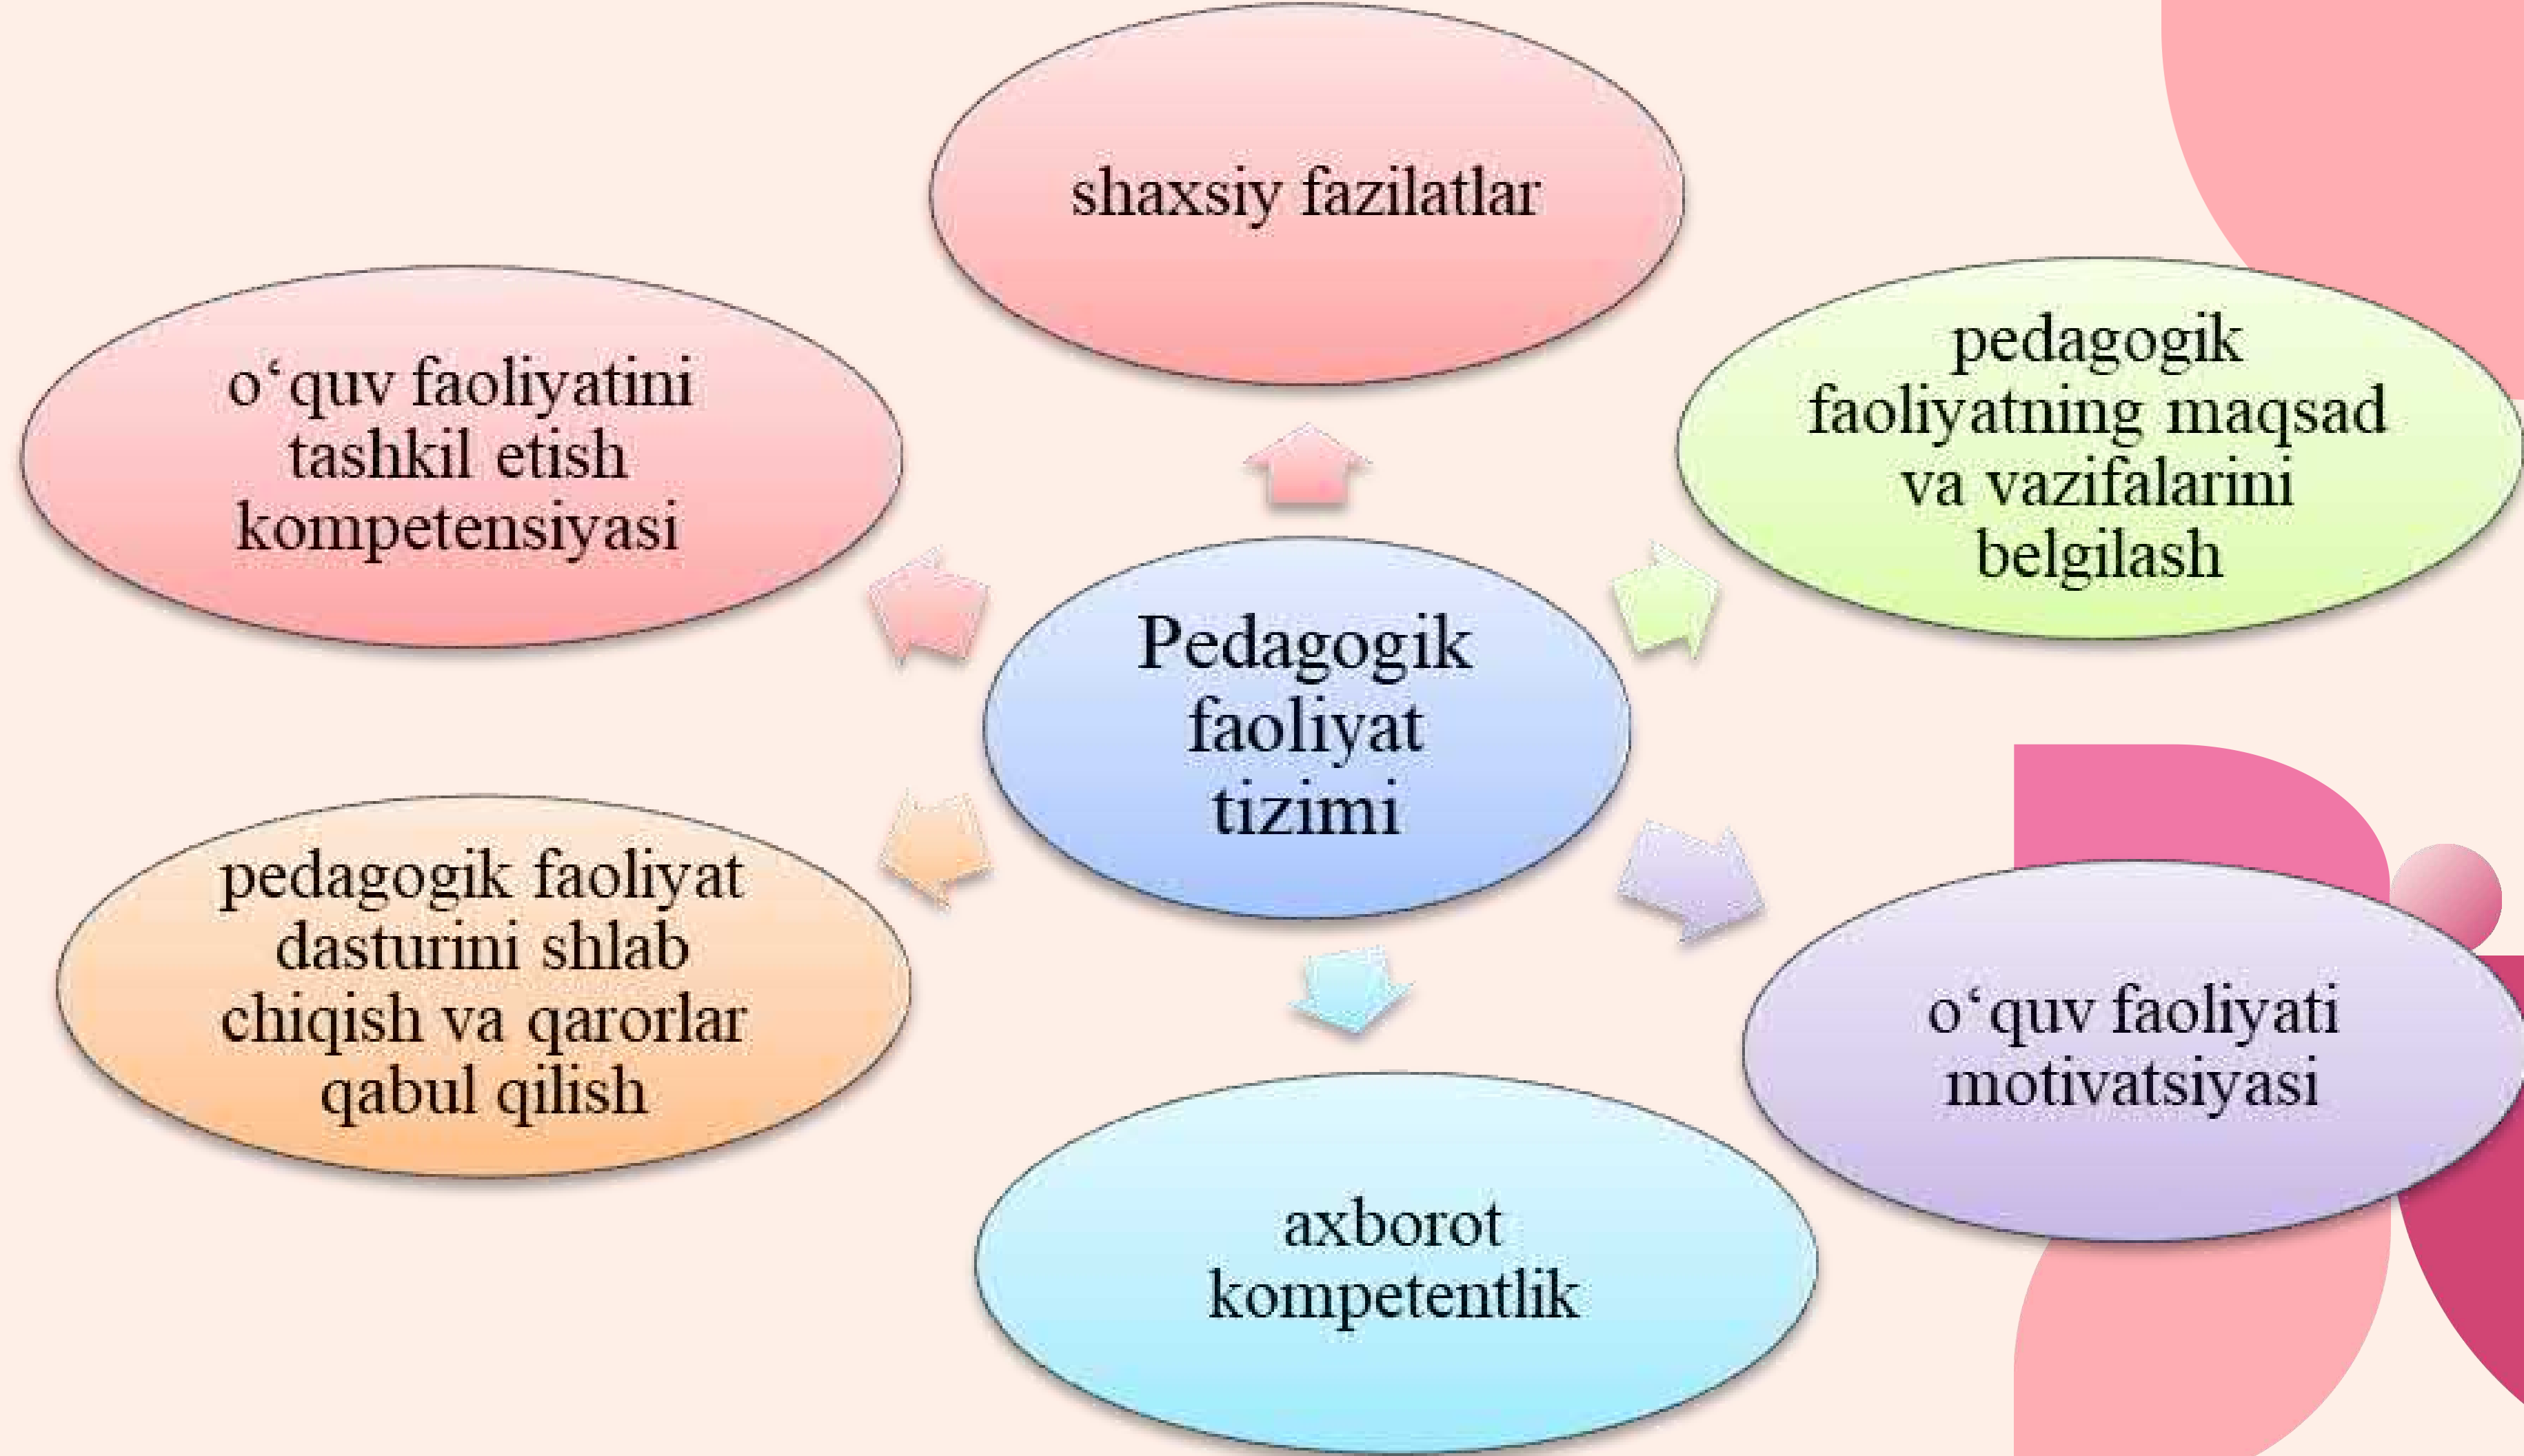 shaxsiy fazilatlar
pedagogik
faoliyatning maqsad
va vazifalarini
belgilash
o‘quv faoliyati
motivatsiyasi
axborot
kompetentlik
pedagogik faoliyat
dasturini shlab
chiqish va qarorlar
qabul qilish
o‘quv faoliyatini
tashkil etish
kompetensiyasi
Pedagogik
faoliyat
tizimi